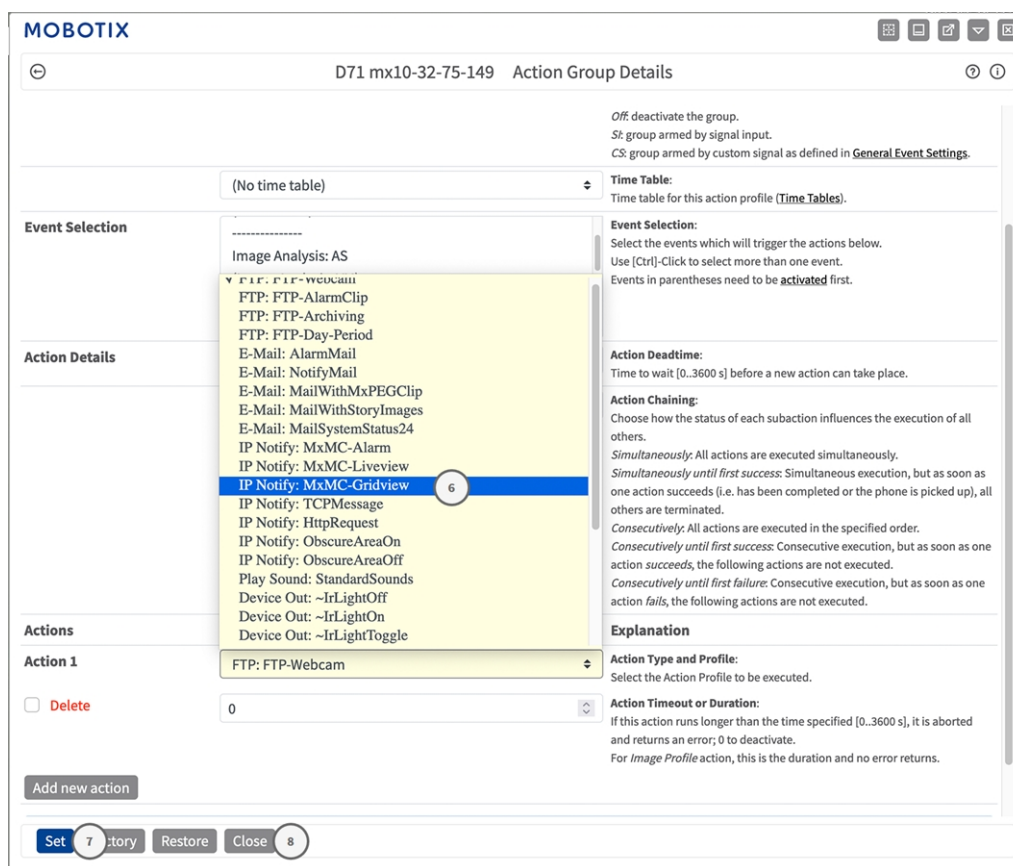 MOBOTIX
D71 mx10-32-75-149 Action Group Details
Off: deactivate the group.
SI: group armed by signal input.
CS: group armed by custom signal as defined in General Event Settings.
(No time table)
Time Table:
Time table for this action profile (Time Tables).
Event Selection
---------------
Image Analysis: AS
Event Selection:
Select the events which will trigger the actions below.
Use [Ctrl]-Click to select more than one event.
Events in parentheses need to be activated first.
FTP: FTP-Webcam
FTP: FTP-AlarmClip
FTP: FTP-Archiving
FTP: FTP-Day-Period
E-Mail: AlarmMail
E-Mail: NotifyMail
E-Mail: MailWithMxPEGClip
E-Mail: MailWithStoryImages
E-Mail: MailSystemStatus24
IP Notify: MxMC-Alarm
IP Notify: MxMC-Liveview
IP Notify: MxMC-Gridview
6
IP Notify: TCPMessage
IP Notify: HttpRequest
IP Notify: ObscureAreaOn
IP Notify: ObscureAreaOff
Play Sound: StandardSounds
Device Out: ~IrLightOff
Device Out: ~IrLightOn
Device Out: ~IrLightToggle
Action Details
Action Deadtime:
Time to wait [0..3600 s] before a new action can take place.
Action Chaining:
Choose how the status of each subaction influences the execution of all
others.
Simultaneously: All actions are executed simultaneously.
Simultaneously until first success: Simultaneous execution, but as soon as
one action succeeds (i.e. has been completed or the phone is picked up), all
others are terminated.
Consecutively: All actions are executed in the specified order.
Consecutively until first success: Consecutive execution, but as soon as one
action succeeds, the following actions are not executed.
Consecutively until first failure: Consecutive execution, but as soon as one
action fails, the following actions are not executed.
Actions
Explanation
Action 1
FTP: FTP-Webcam
Action Type and Profile:
Select the Action Profile to be executed.
Delete
0
Action Timeout or Duration:
If this action runs longer than the time specified [0..3600 s], it is aborted
and returns an error; 0 to deactivate.
For Image Profile action, this is the duration and no error returns.
Add new action
Set
7
tory
Restore
Close
8